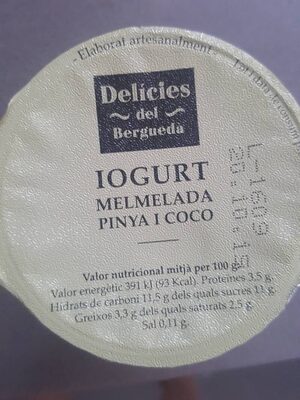 - Elaborat artesanalment -
Delícies
del
Berguedà
IOGURT
MELMELADA
PINYA I COCO
L-1609
20.10.15
Valor nutricional mitjà per 100 g:
Valor energètic 391 kJ (93 Kcal). Proteïnes 3,5 g.
Hidrats de carboni 11,5 g dels quals sucres 11 g.
Greixos 3,3 g dels quals saturats 2,5 g.
Sal 0,11 g.